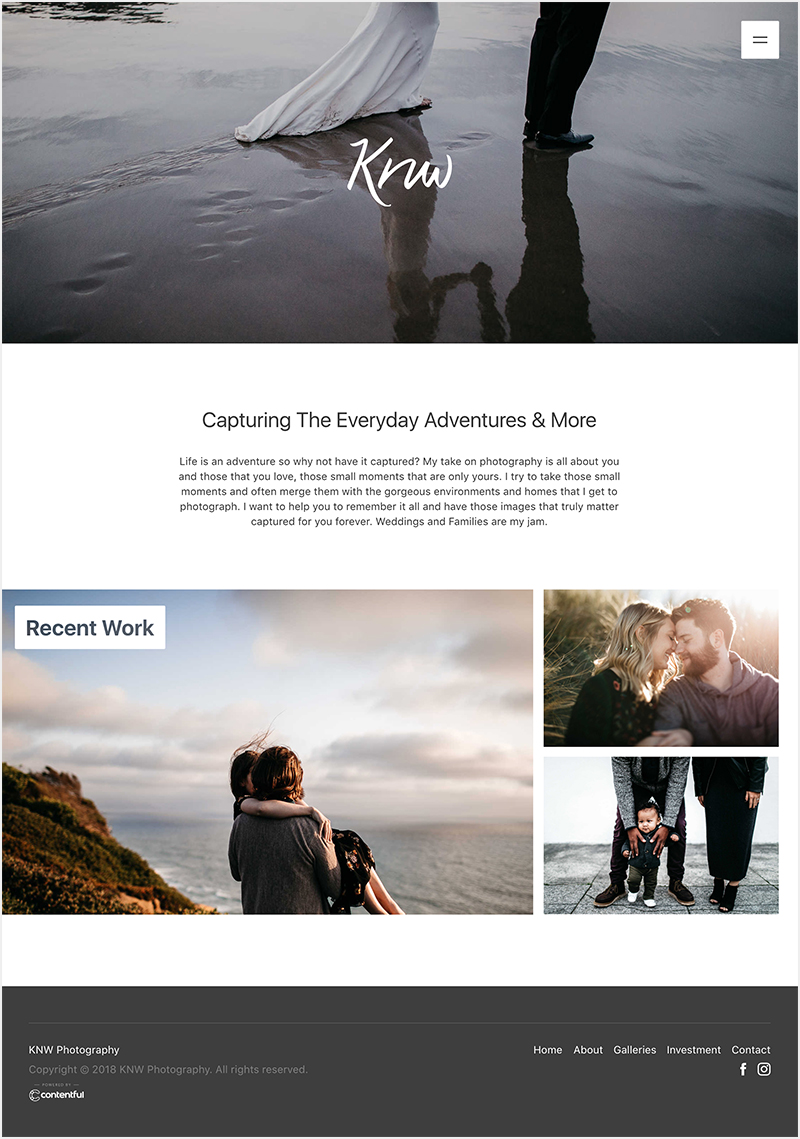 Knw
Capturing The Everyday Adventures & More
Life is an adventure so why not have it captured? My take on photography is all about you
and those that you love, those small moments that are only yours. I try to take those small
moments and often merge them with the gorgeous environments and homes that I get to
photograph. I want to help you to remember it all and have those images that truly matter
captured for you forever. Weddings and Families are my jam.
Recent Work
KNW Photography
Home About Galleries Investment Contact
Copyright © 2018 KNW Photography. All rights reserved.
POWERED BY
contentful